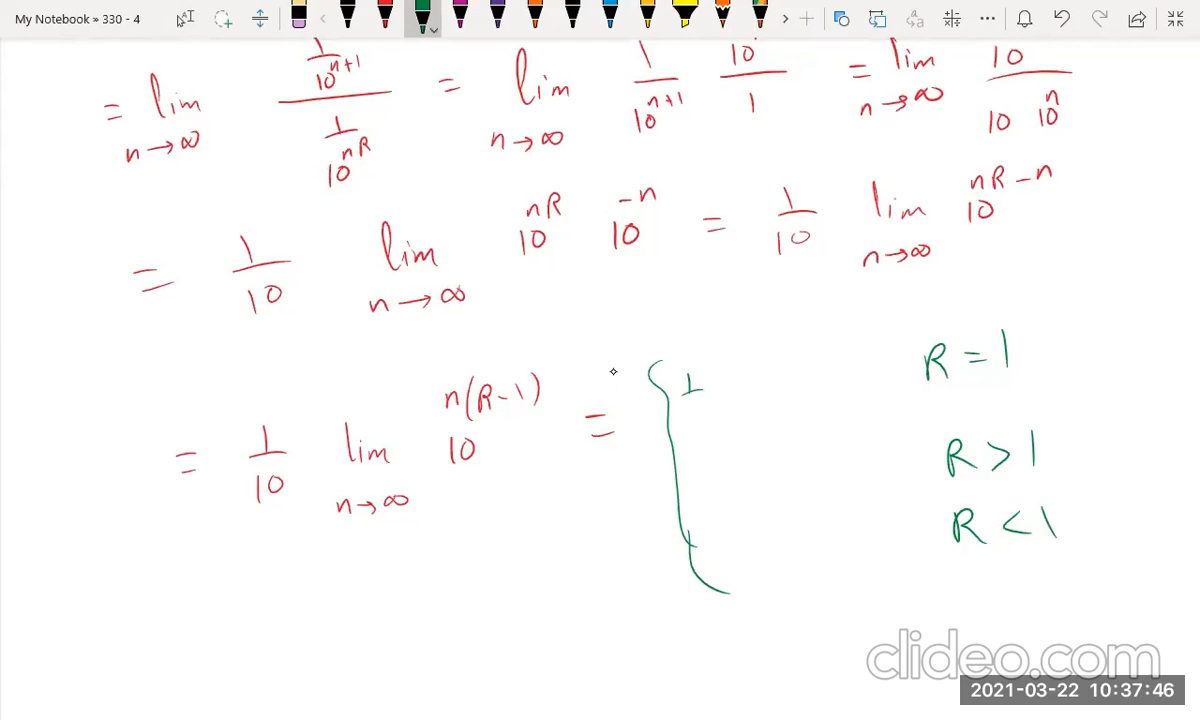 My Notebook » 330 - 4
= lim n→∞ (1/10^(n+1))/(1/10^(nR)) = lim n→∞ 1/10^(n+1) 10/1 = lim n→∞ 10/(10 10^n)
= 1/10 lim n→∞ 10^(nR) 10^(-n) = 1/10 lim n→∞ 10^(nR-n)
= 1/10 lim n→∞ 10^(n(R-1)) = { 1
R = 1
R > 1
R < 1
clideo.com
2021-03-22 10:37:46